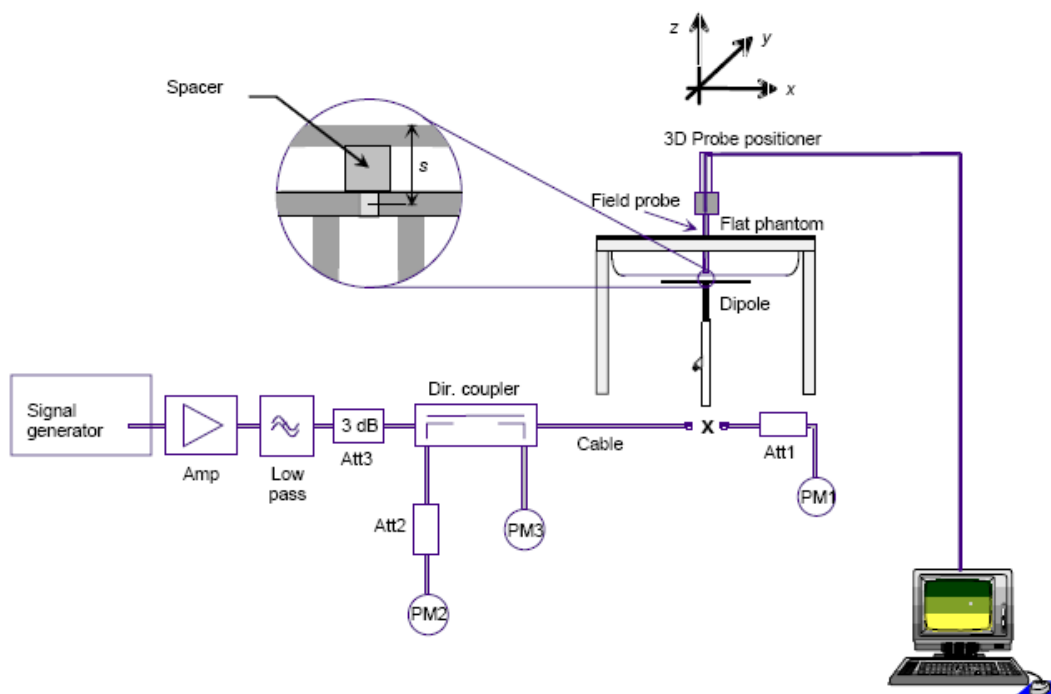 z
y
x
Spacer
s
3D Probe positioner
Field probe
Flat phantom
Dipole
Signal
generator
Amp
Low
pass
3 dB
Att3
Dir. coupler
Cable
X
Att1
PM1
Att2
PM3
PM2